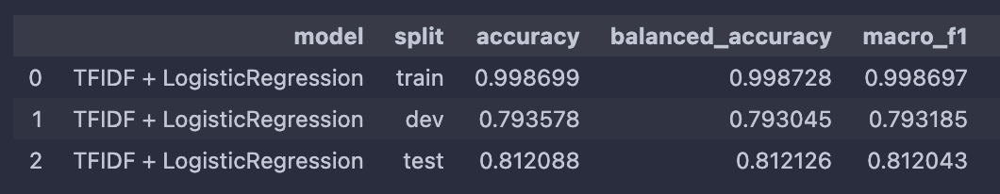 model split accuracy balanced_accuracy macro_f1
0 TFIDF + LogisticRegression train 0.998699 0.998728 0.998697
1 TFIDF + LogisticRegression dev 0.793578 0.793045 0.793185
2 TFIDF + LogisticRegression test 0.812088 0.812126 0.812043